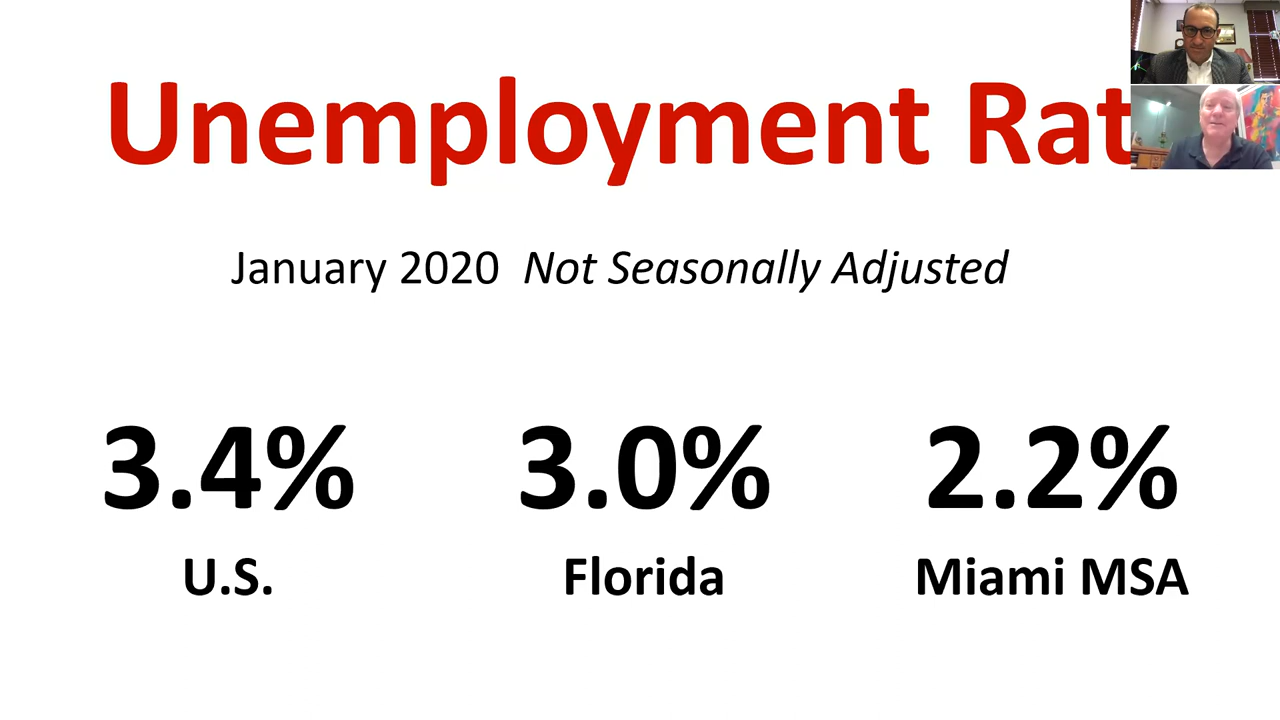 Unemployment Rat
January 2020 Not Seasonally Adjusted
3.4% 3.0% 2.2%
U.S. Florida Miami MSA